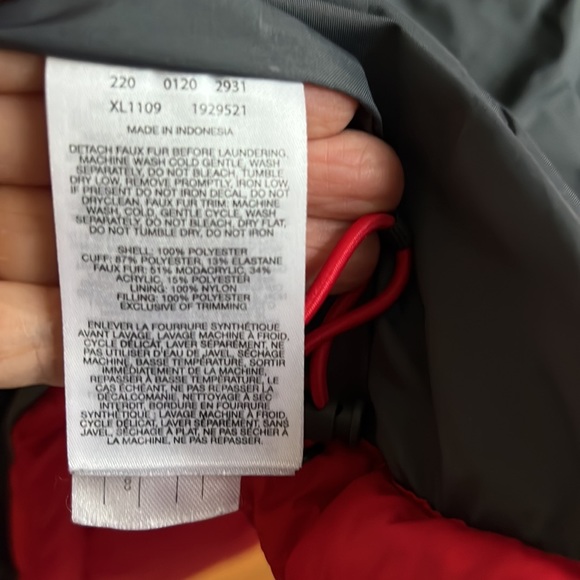 220 0120 2931
XL1109 1929521
MADE IN INDONESIA
DETACH FAUX FUR BEFORE LAUNDERING,
MACHINE WASH COLD GENTLE, WASH
SEPARATELY, DO NOT BLEACH, TUMBLE
DRY LOW, REMOVE PROMPTLY, IRON LOW,
IF PRESENT DO NOT IRON DECAL, DO NOT
DRYCLEAN, FAUX FUR TRIM: MACHINE
WASH, COLD, GENTLE CYCLE, WASH
SEPARATELY, DO NOT BLEACH, DRY FLAT,
DO NOT TUMBLE DRY, DO NOT IRON
SHELL: 100% POLYESTER
CUFF: 87% POLYESTER, 13% ELASTANE
FAUX FUR: 51% MODACRYLIC, 34%
ACRYLIC, 15% POLYESTER
LINING: 100% NYLON
FILLING: 100% POLYESTER
EXCLUSIVE OF TRIMMING
ENLEVER LA FOURRURE SYNTHÉTIQUE
AVANT LAVAGE, LAVAGE MACHINE À FROID,
CYCLE DÉLICAT, LAVER SÉPARÉMENT, NE
PAS UTILISER D'EAU DE JAVEL, SÉCHAGE
MACHINE, BASSE TEMPÉRATURE, SORTIR
IMMÉDIATEMENT DE LA MACHINE,
REPASSER À BASSE TEMPÉRATURE, LE
CAS ÉCHÉANT, NE PAS REPASSER LA
DÉCALCOMANIE, NETTOYAGE À SEC
INTERDIT, BORDURE EN FOURRURE
SYNTHÉTIQUE : LAVAGE MACHINE À FROID,
CYCLE DÉLICAT, LAVER SÉPARÉMENT, SANS
JAVEL, SÉCHAGE À PLAT, NE PAS SÉCHER À
LA MACHINE, NE PAS REPASSER.